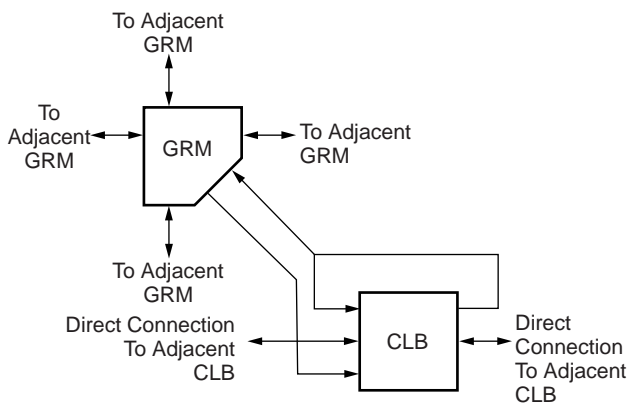 To Adjacent
GRM
To
Adjacent
GRM
GRM
To Adjacent
GRM
To Adjacent
GRM
Direct Connection
To Adjacent
CLB
CLB
Direct
Connection
To Adjacent
CLB